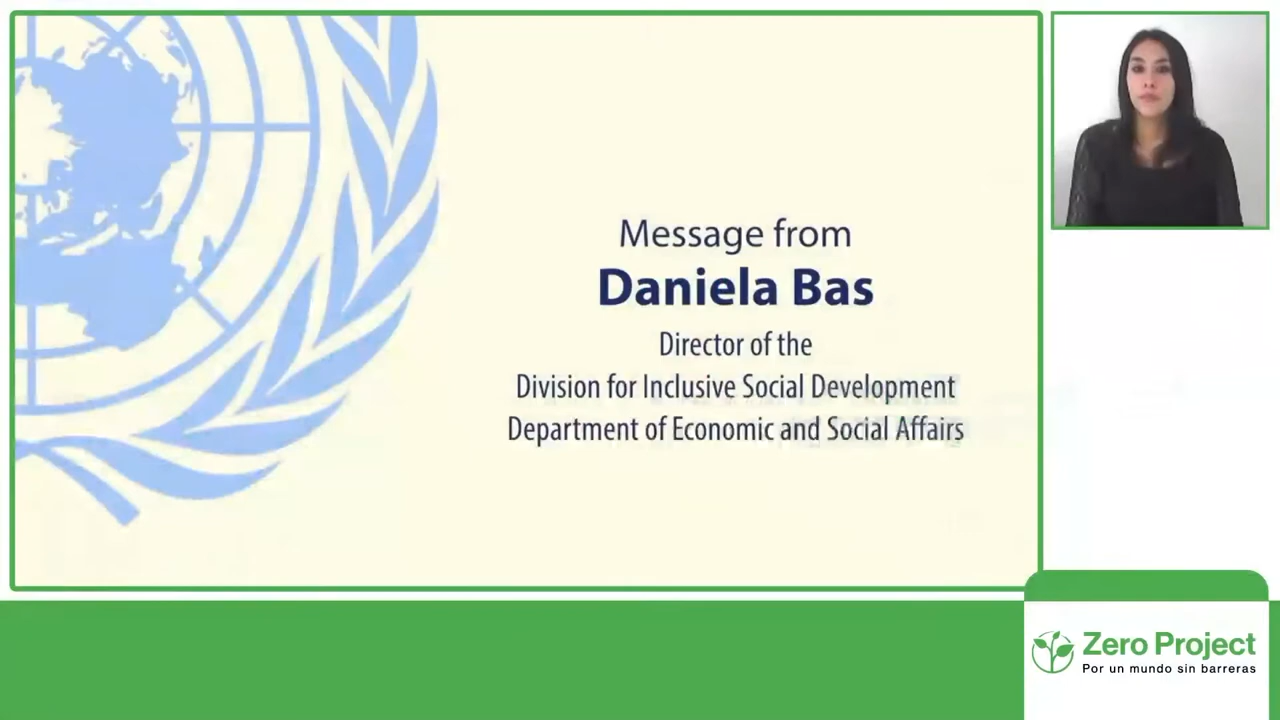 Message from
Daniela Bas
Director of the
Division for Inclusive Social Development
Department of Economic and Social Affairs
Zero Project
Por un mundo sin barreras